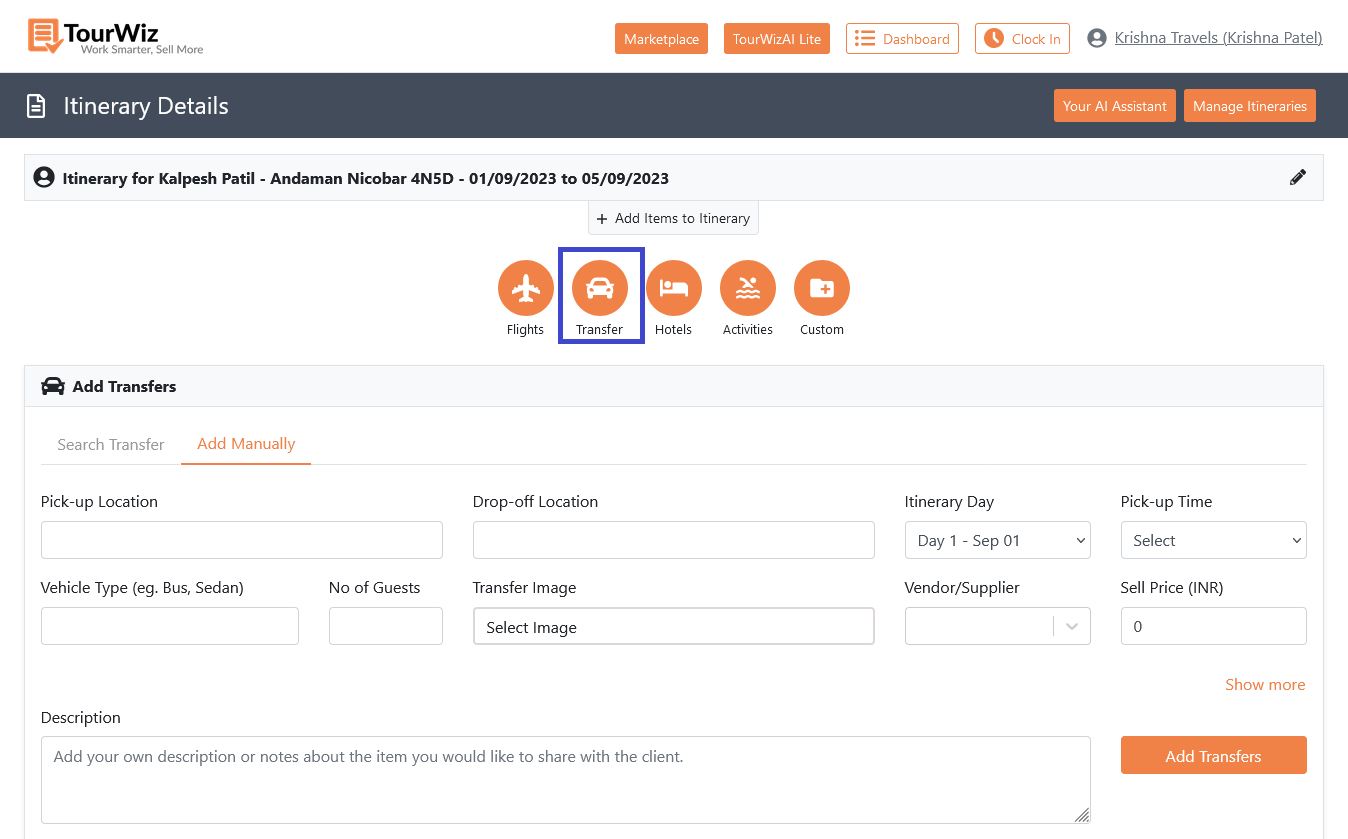 TourWiz
Work Smarter, Sell More
Marketplace
TourWizAI Lite
Dashboard
Clock In
Krishna Travels (Krishna Patel)
Itinerary Details
Your AI Assistant
Manage Itineraries
Itinerary for Kalpesh Patil - Andaman Nicobar 4N5D - 01/09/2023 to 05/09/2023
+ Add Items to Itinerary
Flights
Transfer
Hotels
Activities
Custom
Add Transfers
Search Transfer
Add Manually
Pick-up Location
Drop-off Location
Itinerary Day
Pick-up Time
Day 1 - Sep 01
Select
Vehicle Type (eg. Bus, Sedan)
No of Guests
Transfer Image
Vendor/Supplier
Sell Price (INR)
Select Image
0
Show more
Description
Add your own description or notes about the item you would like to share with the client.
Add Transfers